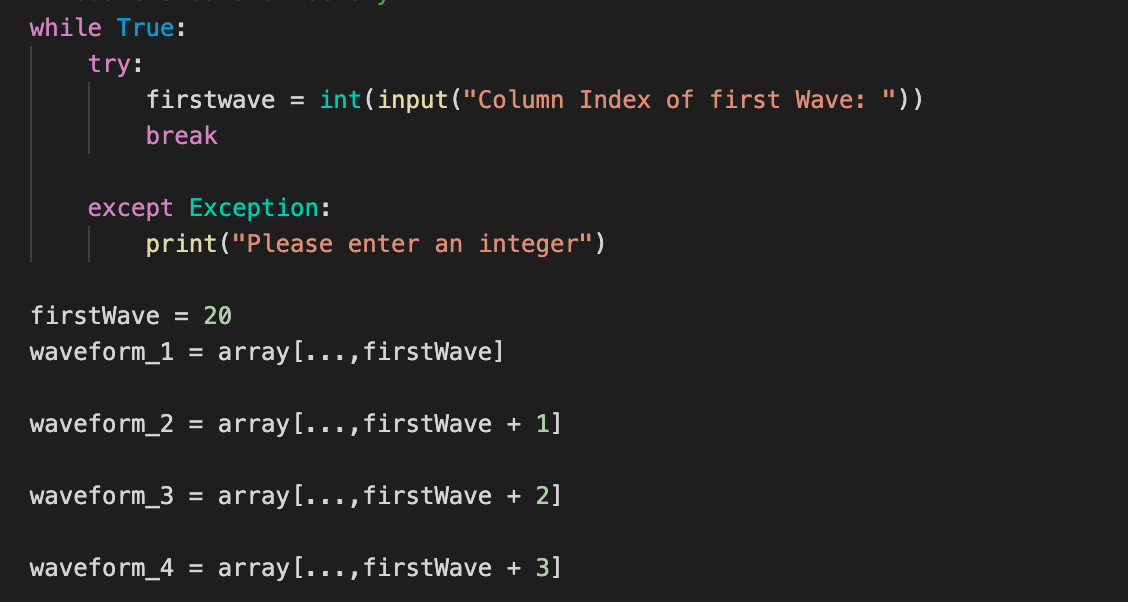 while True:
    try:
        firstwave = int(input("Column Index of first Wave: "))
        break

    except Exception:
        print("Please enter an integer")

firstWave = 20
waveform_1 = array[...,firstWave]

waveform_2 = array[...,firstWave + 1]

waveform_3 = array[...,firstWave + 2]

waveform_4 = array[...,firstWave + 3]